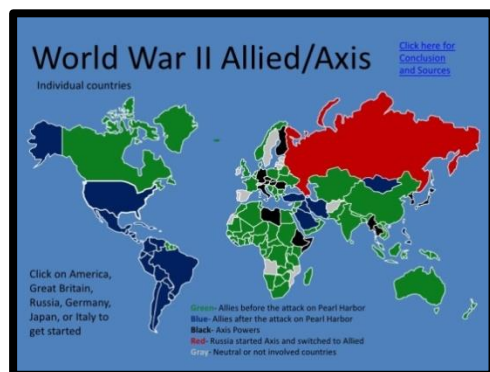 World War II Allied/Axis
Click here for
Conclusion
and Sources
Individual countries
Click on America,
Great Britain,
Russia, Germany,
Japan, or Italy to
get started
Green- Allies before the attack on Pearl Harbor
Blue- Allies after the attack on Pearl Harbor
Black- Axis Powers
Red- Russia started Axis and switched to Allied
Gray- Neutral or not involved countries